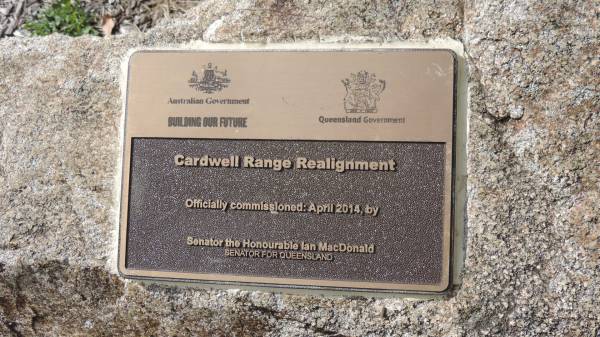 Australian Government
BUILDING OUR FUTURE
Queensland Government
Cardwell Range Realignment
Officially commissioned: April 2014, by
Senator the Honourable Ian MacDonald
SENATOR FOR QUEENSLAND